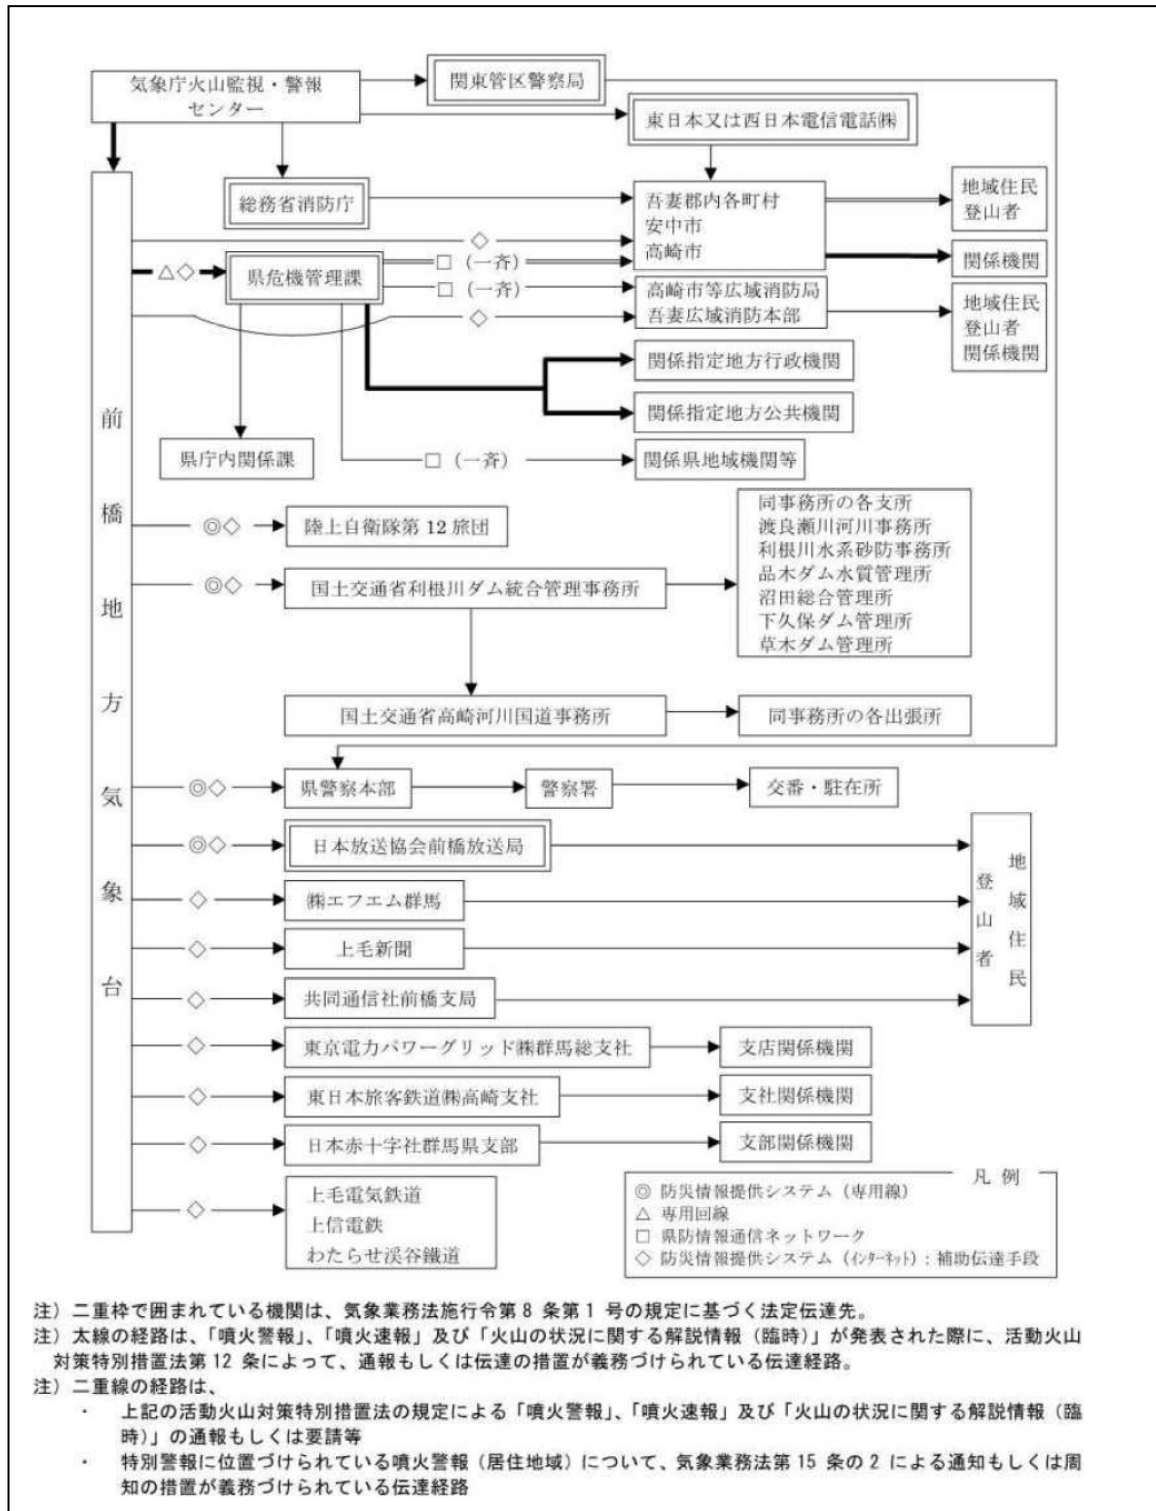 気象庁火山監視・警報
センター
関東管区警察局
東日本又は西日本電信電話㈱
総務省消防庁
吾妻郡内各町村
安中市
高崎市
地域住民
登山者
関係機関
◇
△◇
県危機管理課
□（一斉）
□（一斉）
◇
高崎市等広域消防局
吾妻広域消防本部
地域住民
登山者
関係機関
関係指定地方行政機関
関係指定地方公共機関
県庁内関係課
□（一斉）
関係県地域機関等
前橋地方気象台
◎◇
陸上自衛隊第12旅団
◎◇
国土交通省利根川ダム統合管理事務所
同事務所の各支所
渡良瀬川河川事務所
利根川水系砂防事務所
品木ダム水質管理所
沼田総合管理所
下久保ダム管理所
草木ダム管理所
国土交通省高崎河川国道事務所
同事務所の各出張所
◎◇
県警察本部
警察署
交番・駐在所
◎◇
日本放送協会前橋放送局
地域住民
登山者
◇
㈱エフエム群馬
◇
上毛新聞
◇
共同通信社前橋支局
◇
東京電力パワーグリッド㈱群馬総支社
支店関係機関
◇
東日本旅客鉄道㈱高崎支社
支社関係機関
◇
日本赤十字社群馬県支部
支部関係機関
◇
上毛電気鉄道
上信電鉄
わたらせ渓谷鐵道
凡例
◎ 防災情報提供システム（専用線）
△ 専用回線
□ 県防情報通信ネットワーク
◇ 防災情報提供システム（インターネット）：補助伝達手段
注）二重枠で囲まれている機関は、気象業務法施行令第8 条第1 号の規定に基づく法定伝達先。
注）太線の経路は、「噴火警報」、「噴火速報」及び「火山の状況に関する解説情報（臨時）」が発表された際に、活動火山
対策特別措置法第12 条によって、通報もしくは伝達の措置が義務づけられている伝達経路。
注）二重線の経路は、
・ 上記の活動火山対策特別措置法の規定による「噴火警報」、「噴火速報」及び「火山の状況に関する解説情報（臨
時）」の通報もしくは要請等
・ 特別警報に位置づけられている噴火警報（居住地域）について、気象業務法第15 条の2 による通知もしくは周
知の措置が義務づけられている伝達経路